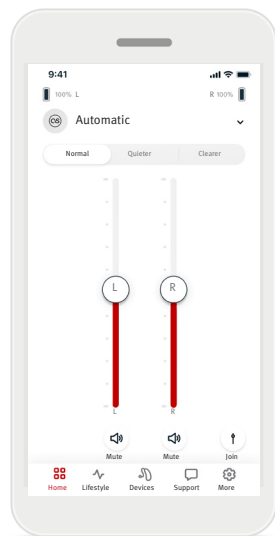 9:41
100% L R 100%
Automatic
Normal Quieter Clearer
L R
L R
Mute Mute Join
Home Lifestyle Devices Support More